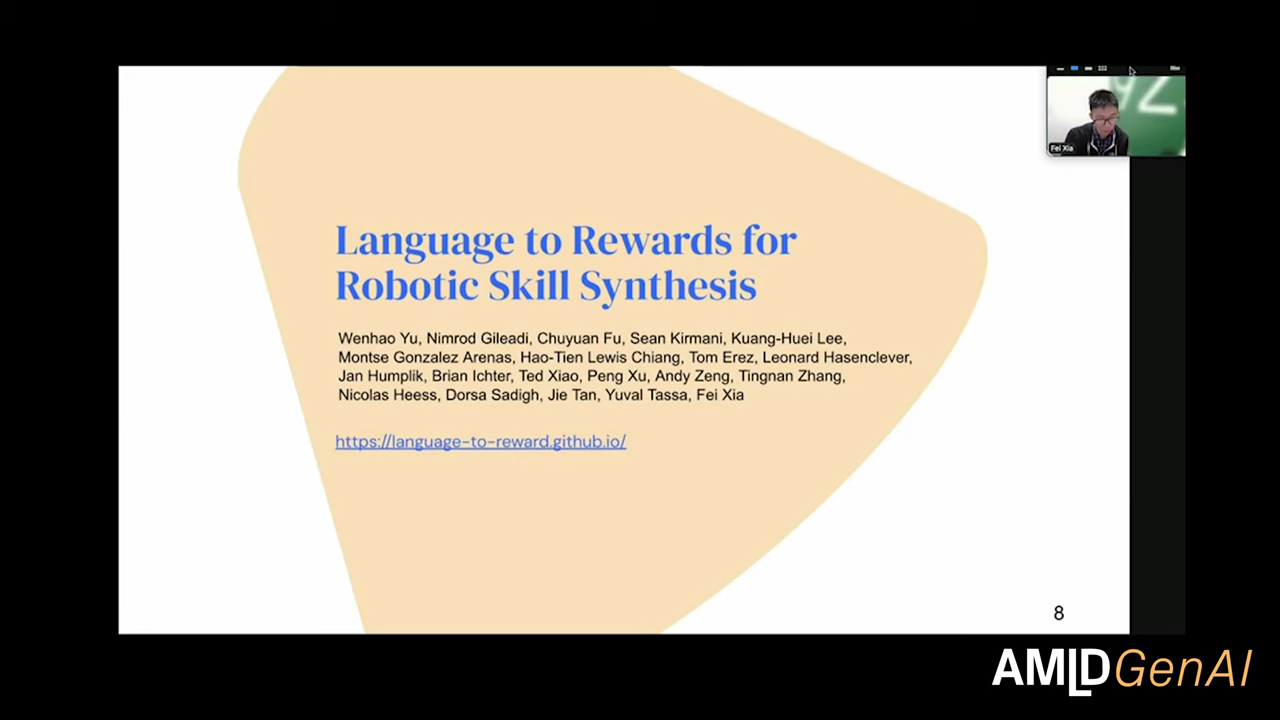 Language to Rewards for
Robotic Skill Synthesis
Wenhao Yu, Nimrod Gileadi, Chuyuan Fu, Sean Kirmani, Kuang-Huei Lee,
Montse Gonzalez Arenas, Hao-Tien Lewis Chiang, Tom Erez, Leonard Hasenclever,
Jan Humplik, Brian Ichter, Ted Xiao, Peng Xu, Andy Zeng, Tingnan Zhang,
Nicolas Heess, Dorsa Sadigh, Jie Tan, Yuval Tassa, Fei Xia
https://language-to-reward.github.io/
8
Fei Xia
AMLDGenAI